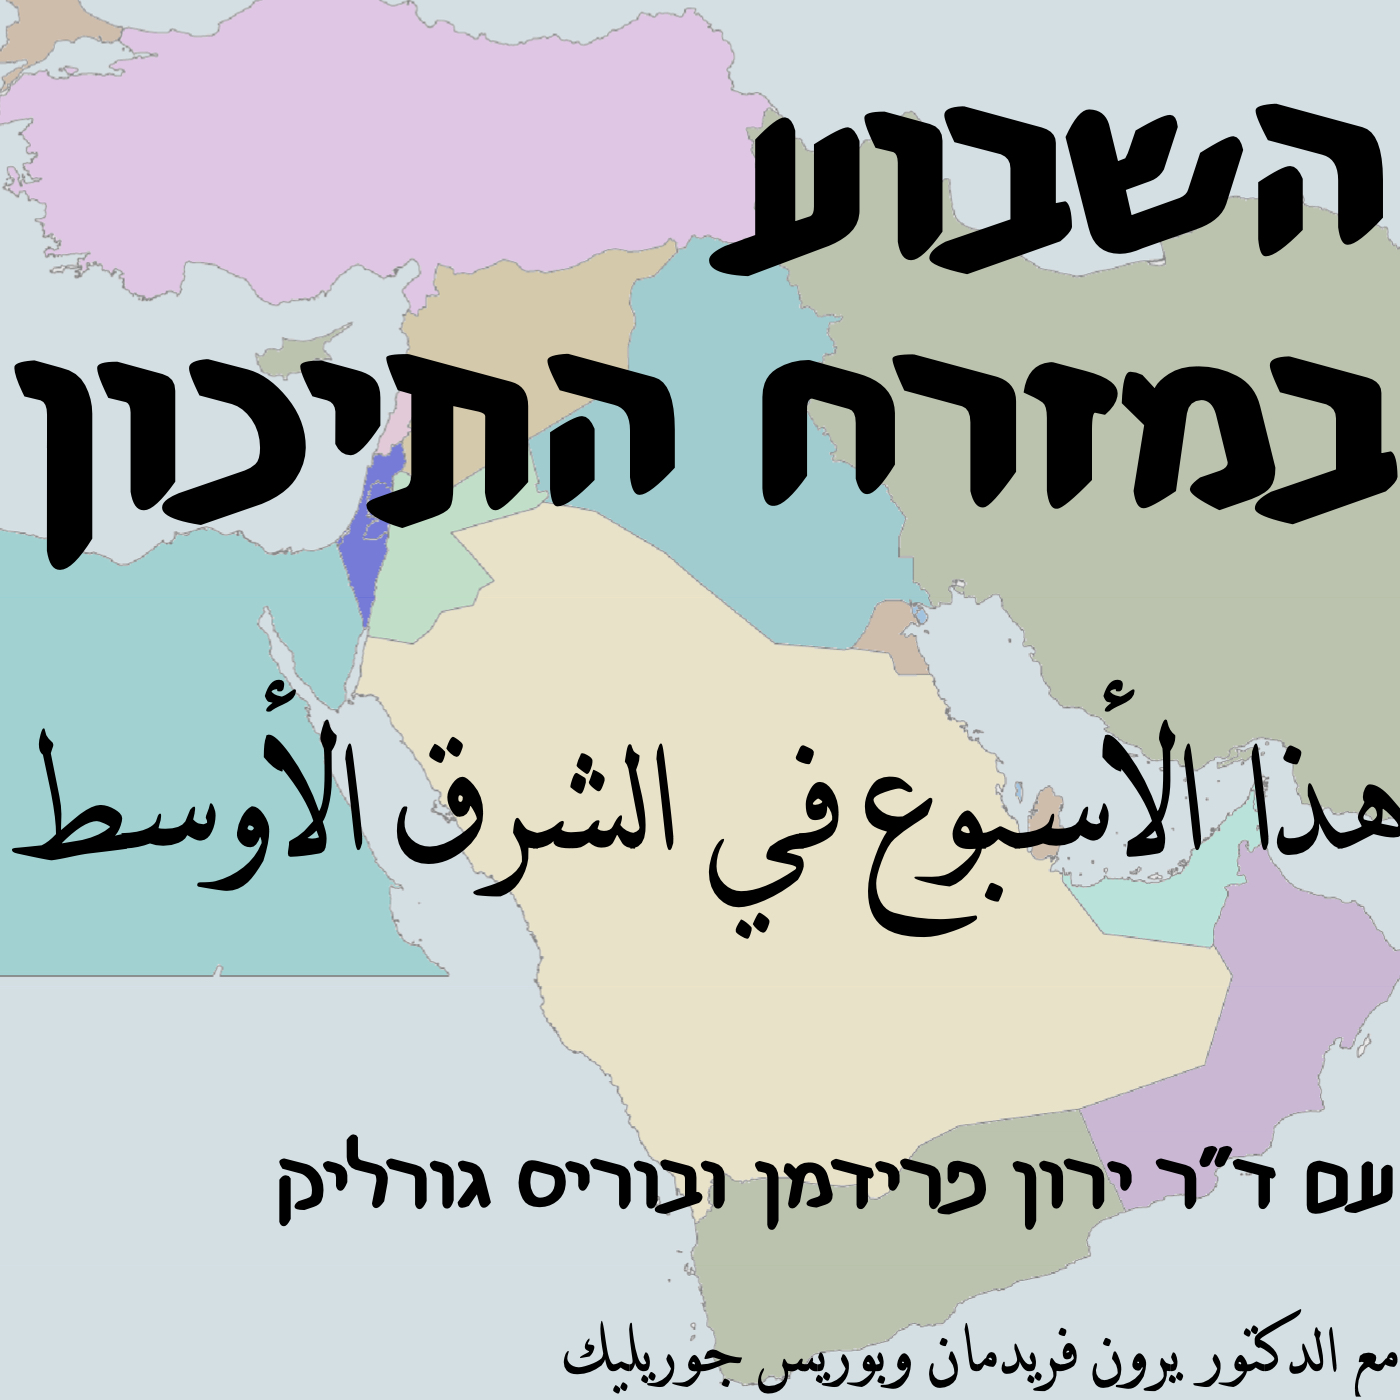 השבוע
במזרח התיכון
هذا الأسبوع في الشرق الأوسط
עם ד״ר ירון פרידמן ובוריס גורליק
مع الدكتور يرون فريدمان وبوريس جوريليك